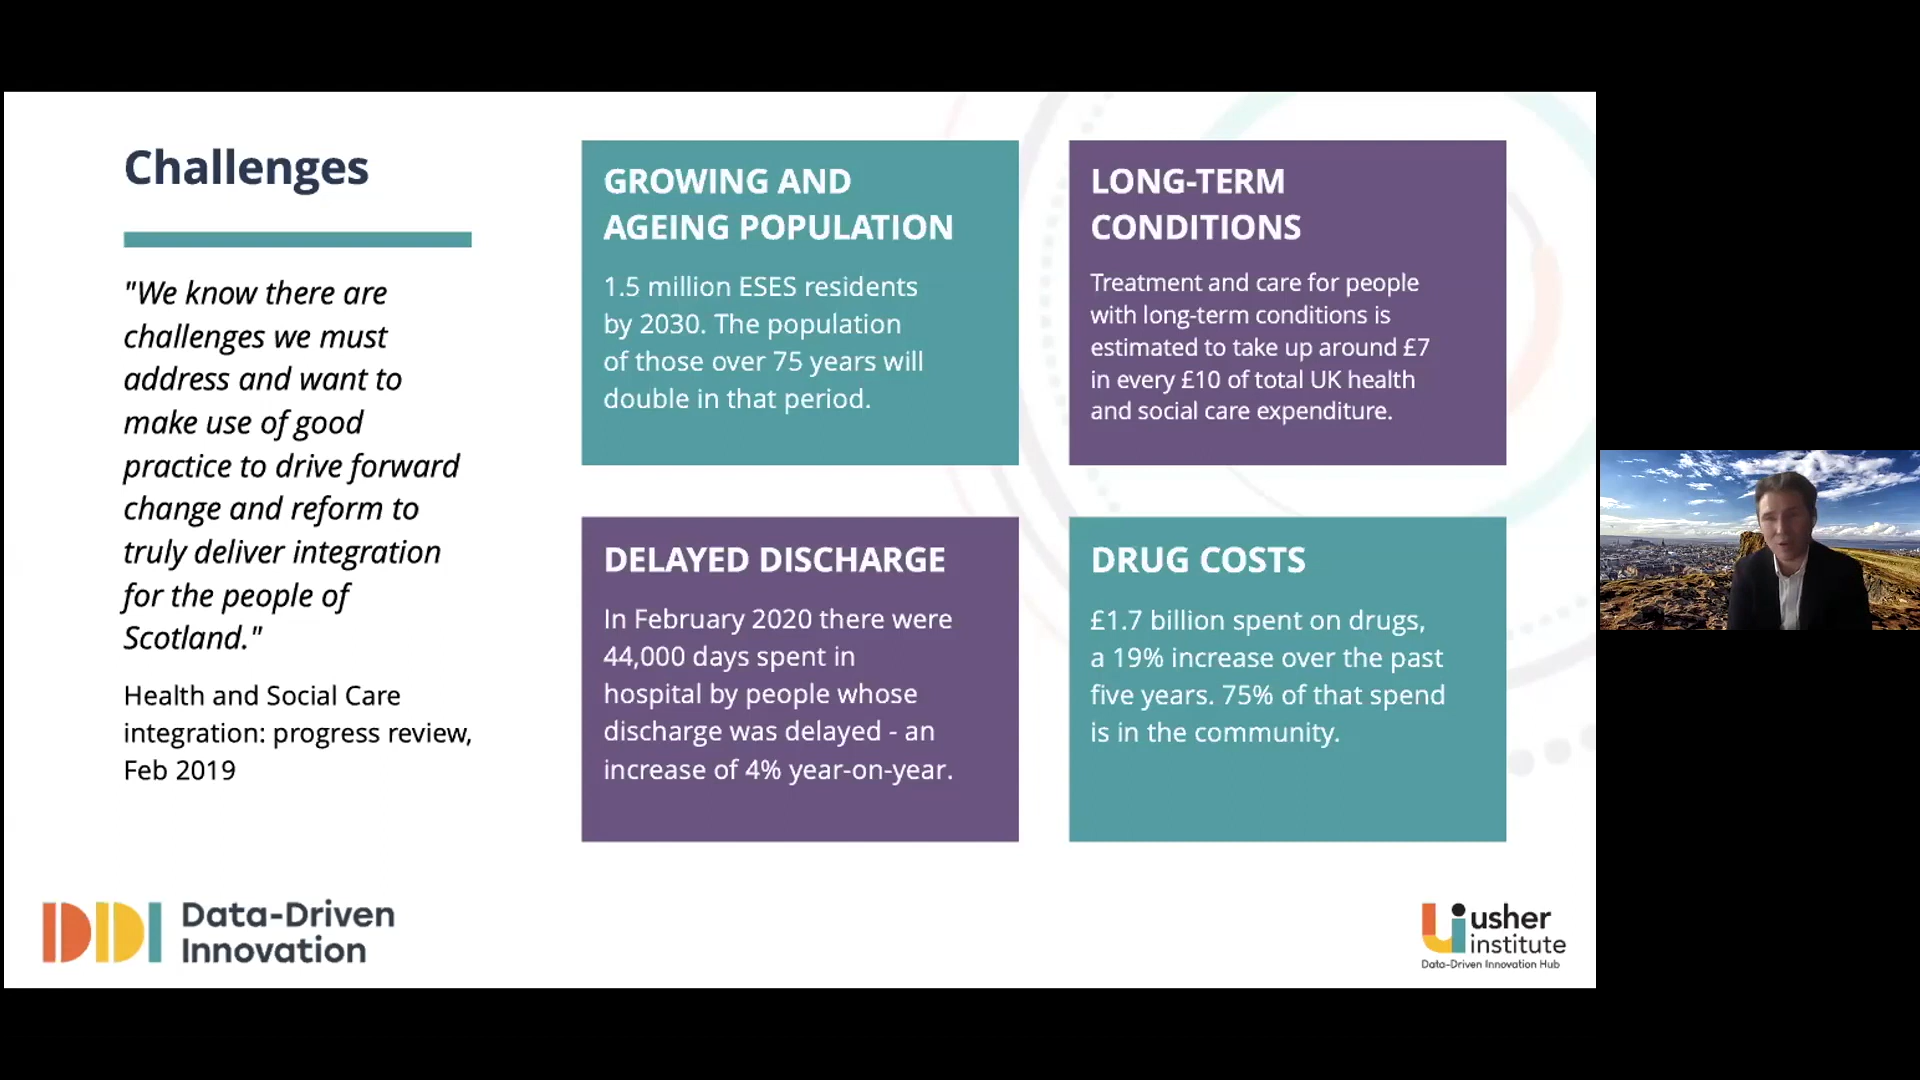 Challenges
"We know there are
challenges we must
address and want to
make use of good
practice to drive forward
change and reform to
truly deliver integration
for the people of
Scotland."
Health and Social Care
integration: progress review,
Feb 2019
GROWING AND
AGEING POPULATION
1.5 million ESES residents
by 2030. The population
of those over 75 years will
double in that period.
LONG-TERM
CONDITIONS
Treatment and care for people
with long-term conditions is
estimated to take up around £7
in every £10 of total UK health
and social care expenditure.
DELAYED DISCHARGE
In February 2020 there were
44,000 days spent in
hospital by people whose
discharge was delayed - an
increase of 4% year-on-year.
DRUG COSTS
£1.7 billion spent on drugs,
a 19% increase over the past
five years. 75% of that spend
is in the community.
DDI Data-Driven
Innovation
usher
institute
Data-Driven Innovation Hub